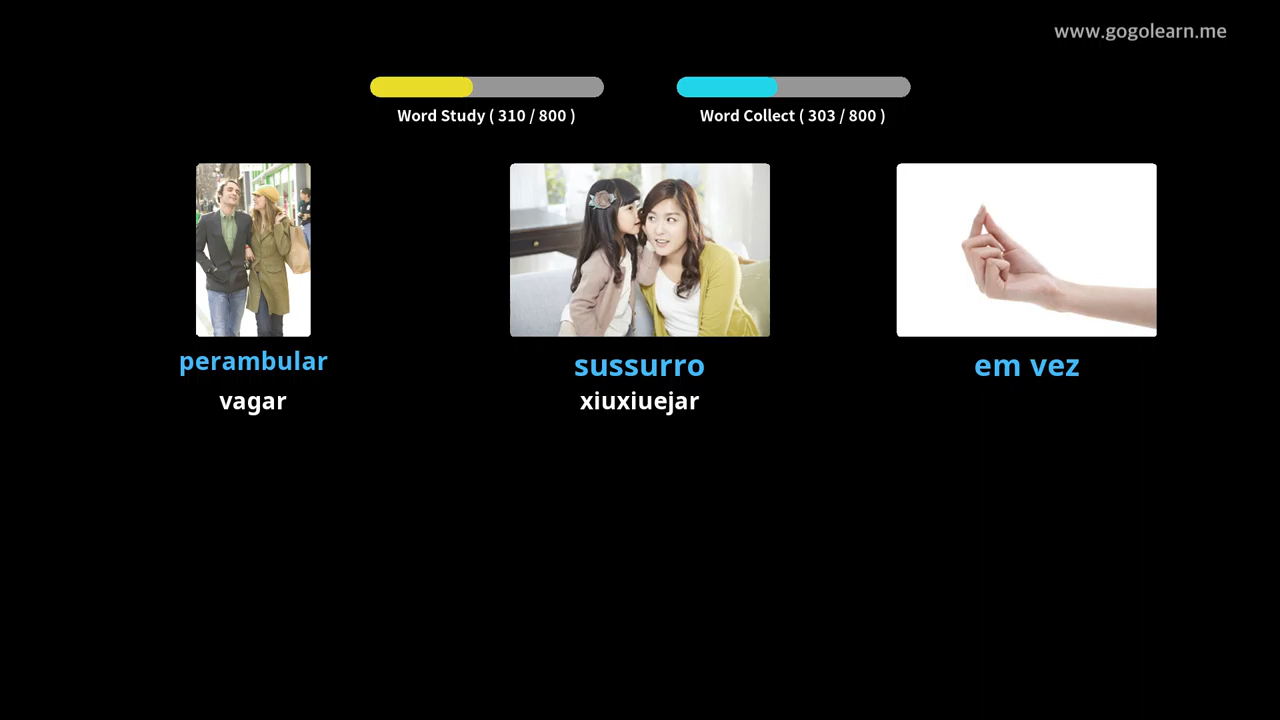 www.gogolearn.me
Word Study ( 310 / 800 )
Word Collect ( 303 / 800 )
perambular
vagar
sussurro
xiuxiuejar
em vez